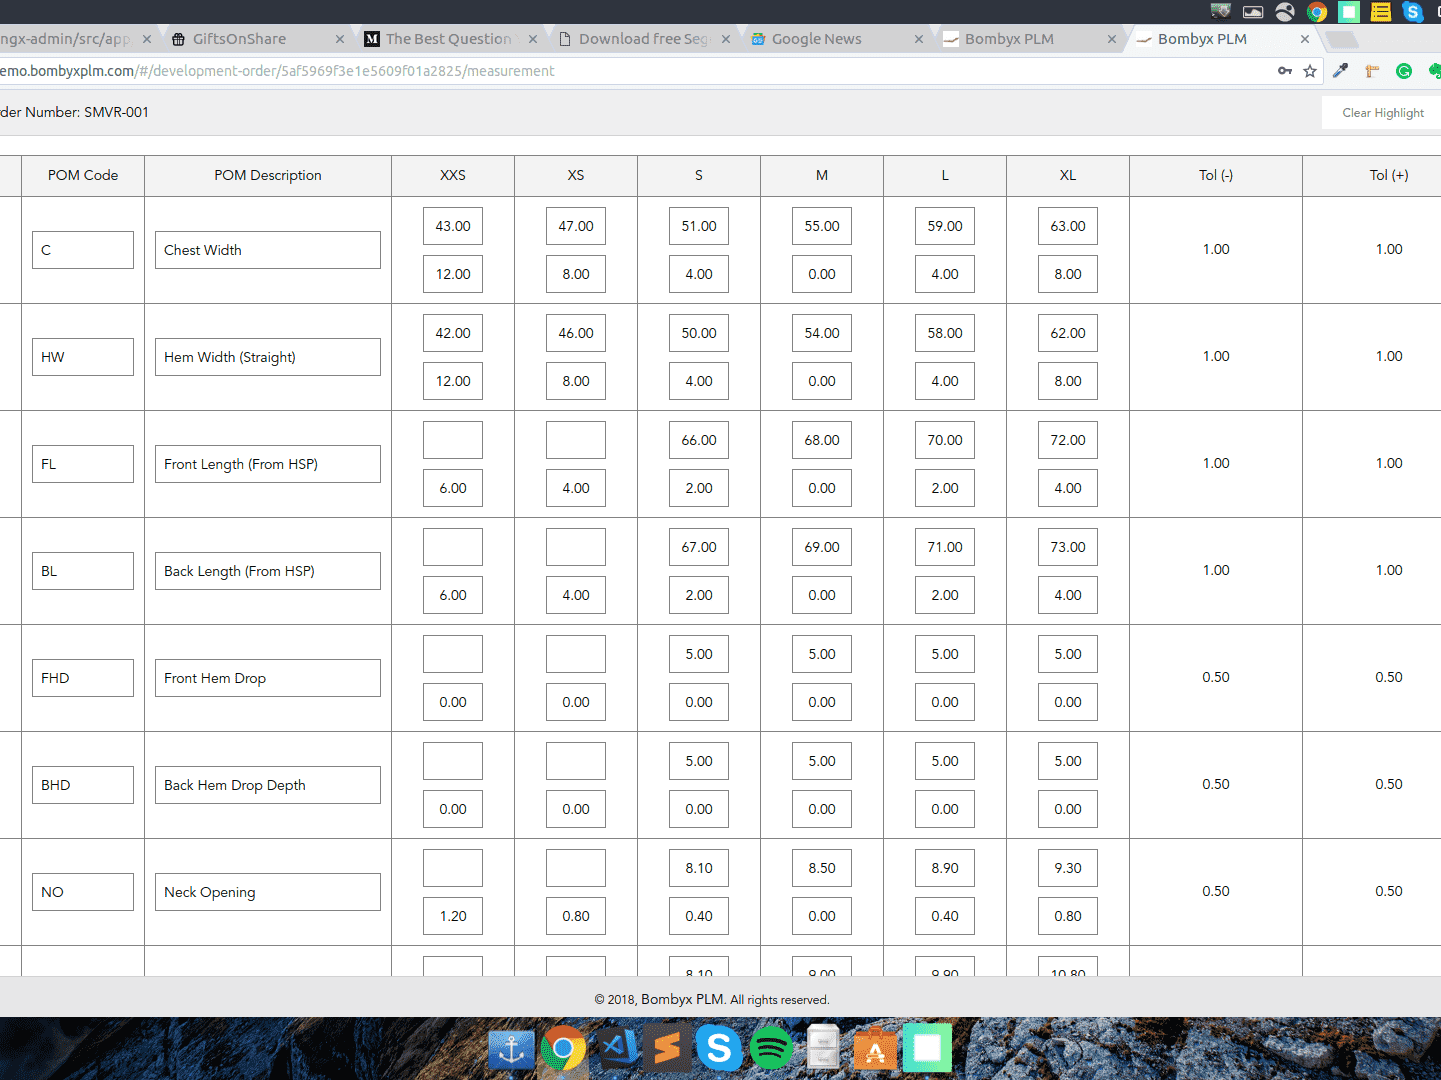 ngx-admin/src/app
GiftsOnShare
M The Best Question
Download free Seg
Google News
Bombyx PLM
Bombyx PLM
emo.bombyxplm.com/#/development-order/5af5969f3e1e5609f01a2825/measurement
der Number: SMVR-001
Clear Highlight
POM Code POM Description XXS XS S M L XL Tol (-) Tol (+)
43.00 47.00 51.00 55.00 59.00 63.00
C Chest Width 1.00 1.00
12.00 8.00 4.00 0.00 4.00 8.00
42.00 46.00 50.00 54.00 58.00 62.00
HW Hem Width (Straight) 1.00 1.00
12.00 8.00 4.00 0.00 4.00 8.00
66.00 68.00 70.00 72.00
FL Front Length (From HSP) 1.00 1.00
6.00 4.00 2.00 0.00 2.00 4.00
67.00 69.00 71.00 73.00
BL Back Length (From HSP) 1.00 1.00
6.00 4.00 2.00 0.00 2.00 4.00
5.00 5.00 5.00 5.00
FHD Front Hem Drop 0.50 0.50
0.00 0.00 0.00 0.00 0.00 0.00
5.00 5.00 5.00 5.00
BHD Back Hem Drop Depth 0.50 0.50
0.00 0.00 0.00 0.00 0.00 0.00
8.10 8.50 8.90 9.30
NO Neck Opening 0.50 0.50
1.20 0.80 0.40 0.00 0.40 0.80
8.10 9.00 9.90 10.80
© 2018, Bombyx PLM. All rights reserved.